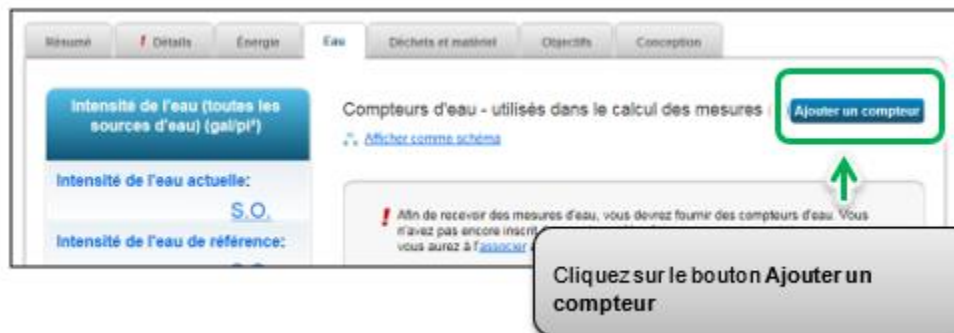 Résumé ! Détails Énergie Eau Déchets et matériel Objectifs Conception
Intensité de l'eau (toutes les
sources d'eau) (gal/pi²)
Compteurs d'eau - utilisés dans le calcul des mesures
Ajouter un compteur
Afficher comme schéma
Intensité de l'eau actuelle:
S.O.
Intensité de l'eau de référence:
! Afin de recevoir des mesures d'eau, vous devrez fournir des compteurs d'eau. Vous
n'avez pas encore inscrit
vous aurez à l'associer
Cliquez sur le bouton Ajouter un
compteur